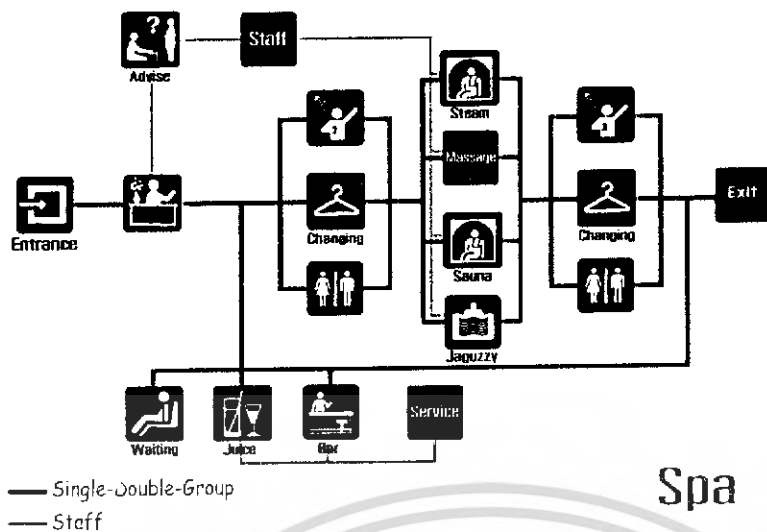 ?
Advise
Staff
Steam
Massage
Sauna
Jaguzzy
Entrance
Changing
Changing
Exit
Waiting
Juice
Bar
Service
Single-Double-Group
Staff
Spa